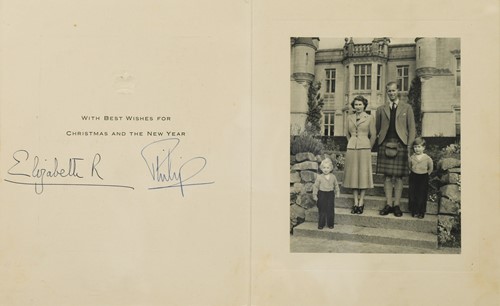 WITH BEST WISHES FOR
CHRISTMAS AND THE NEW YEAR
Elizabeth R
Philip